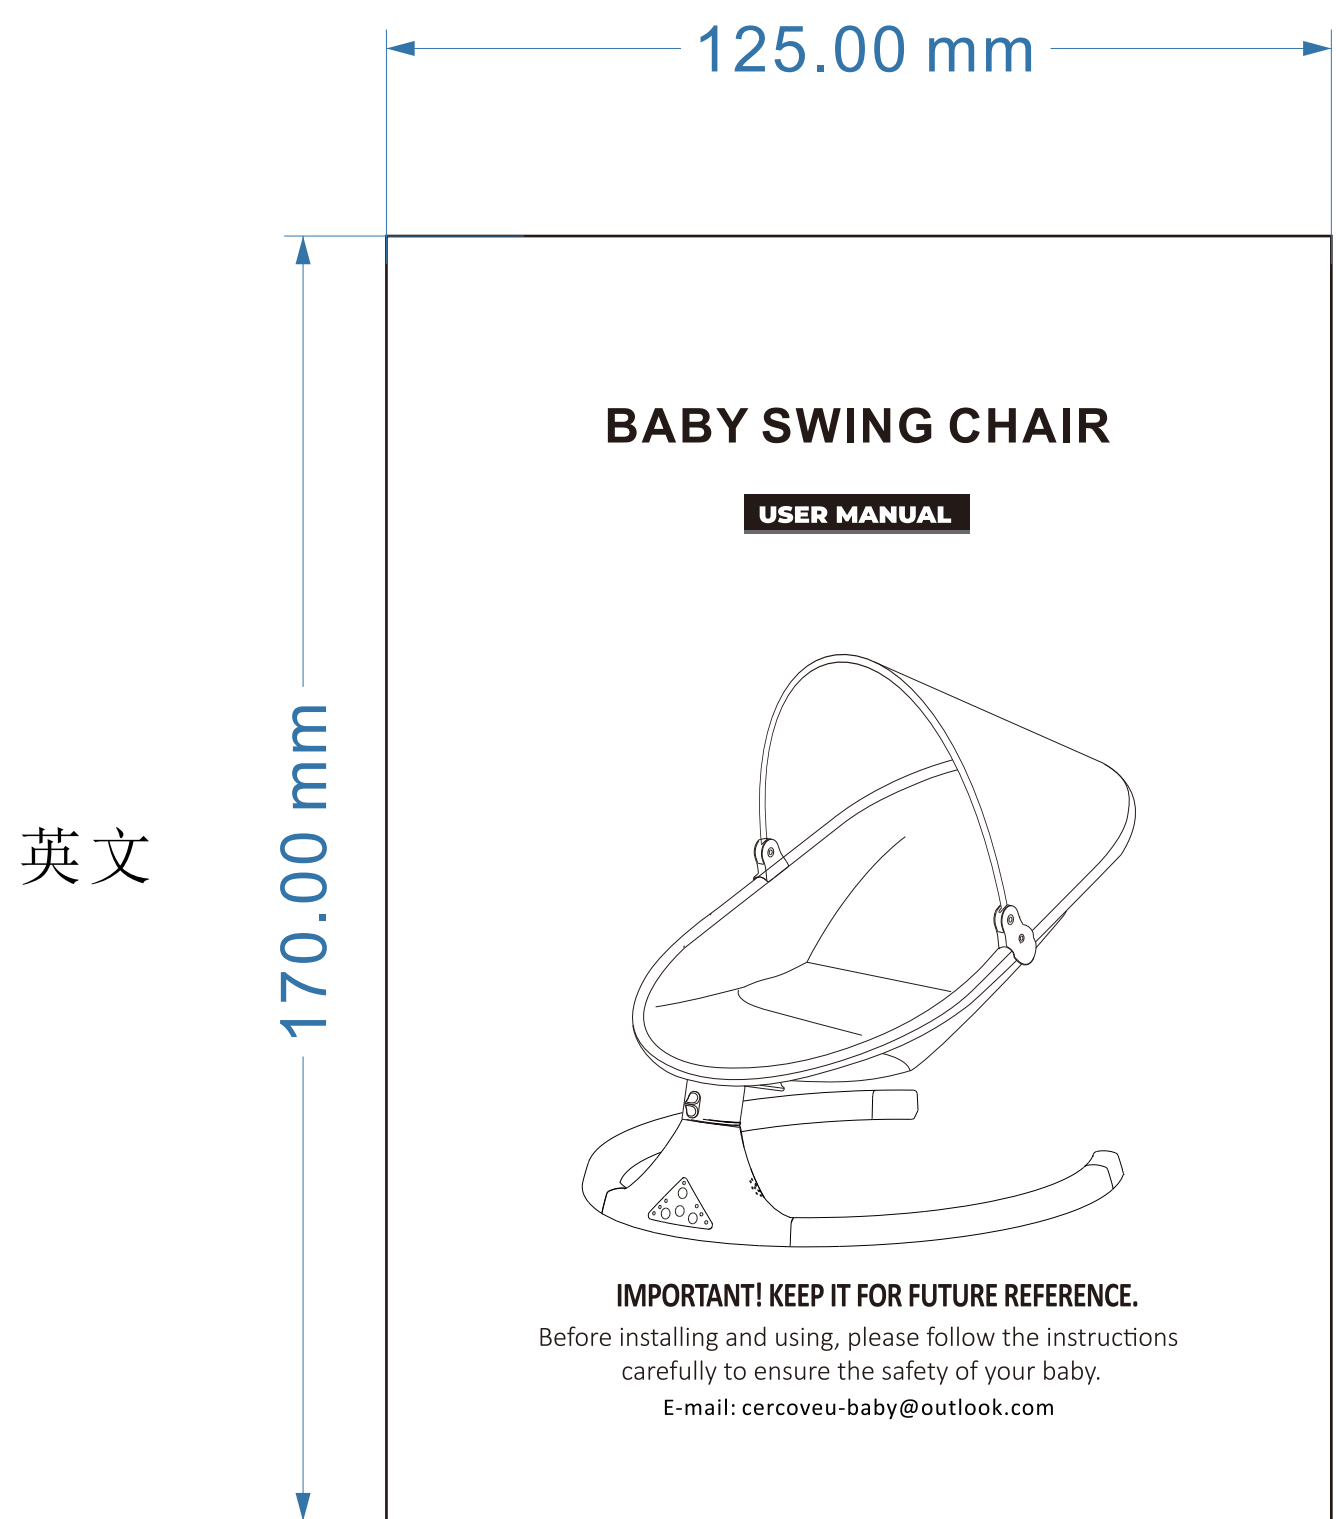 125.00 mm
BABY SWING CHAIR
USER MANUAL
170.00 mm
英文
IMPORTANT! KEEP IT FOR FUTURE REFERENCE.
Before installing and using, please follow the instructions
carefully to ensure the safety of your baby.
E-mail: cercoveu-baby@outlook.com